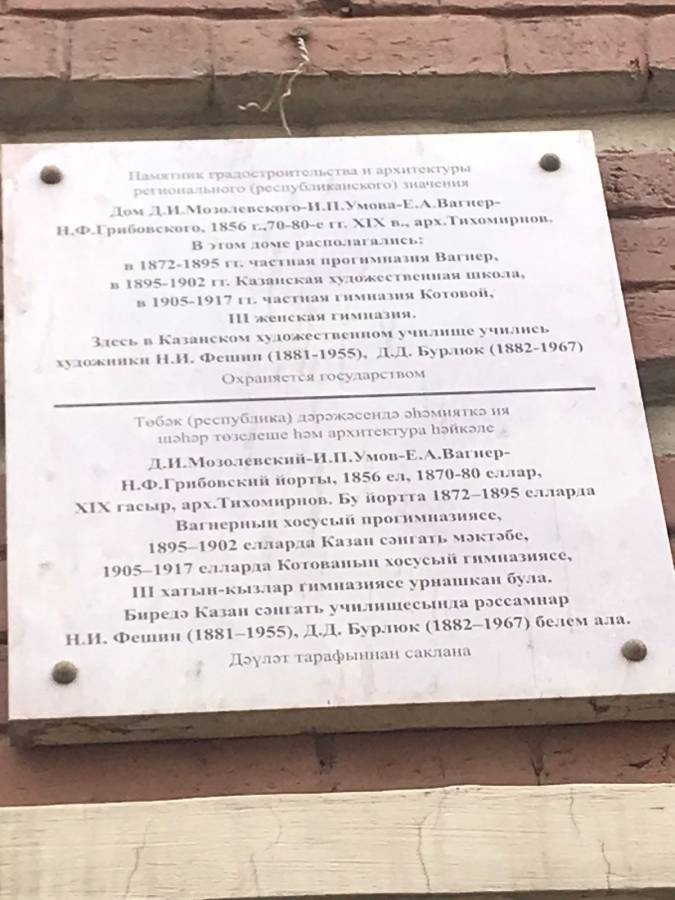 Памятник градостроительства и архитектуры
регионального (республиканского) значения
Дом Д.И.Мозолевского-И.П.Умова-Е.А.Вагнер-
Н.Ф.Грибовского, 1856 г.,70-80-е гг. XIX в., арх.Тихомирнов.
В этом доме располагались:
в 1872-1895 гг. частная прогимназия Вагнер,
в 1895-1902 гг. Казанская художественная школа,
в 1905-1917 гг. частная гимназия Котовой,
III женская гимназия.
Здесь в Казанском художественном училище учились
художники Н.И. Фешин (1881-1955), Д.Д. Бурлюк (1882-1967)
Охраняется государством
Төбәк (республика) дәрәҗәсендә әһәмияткә ия
шәһәр төзелеше һәм архитектура һәйкәле
Д.И.Мозолевский-И.П.Умов-Е.А.Вагнер-
Н.Ф.Грибовский йорты, 1856 ел, 1870-80 еллар,
XIX гасыр, арх.Тихомирнов. Бу йортта 1872–1895 елларда
Вагнерның хосусый прогимназиясе,
1895–1902 елларда Казан сәнгать мәктәбе,
1905–1917 елларда Котованың хосусый гимназиясе,
III хатын-кызлар гимназиясе урнашкан була.
Биредә Казан сәнгать училищесында рәссамнар
Н.И. Фешин (1881–1955), Д.Д. Бурлюк (1882–1967) белем ала.
Дәүләт тарафыннан саклана